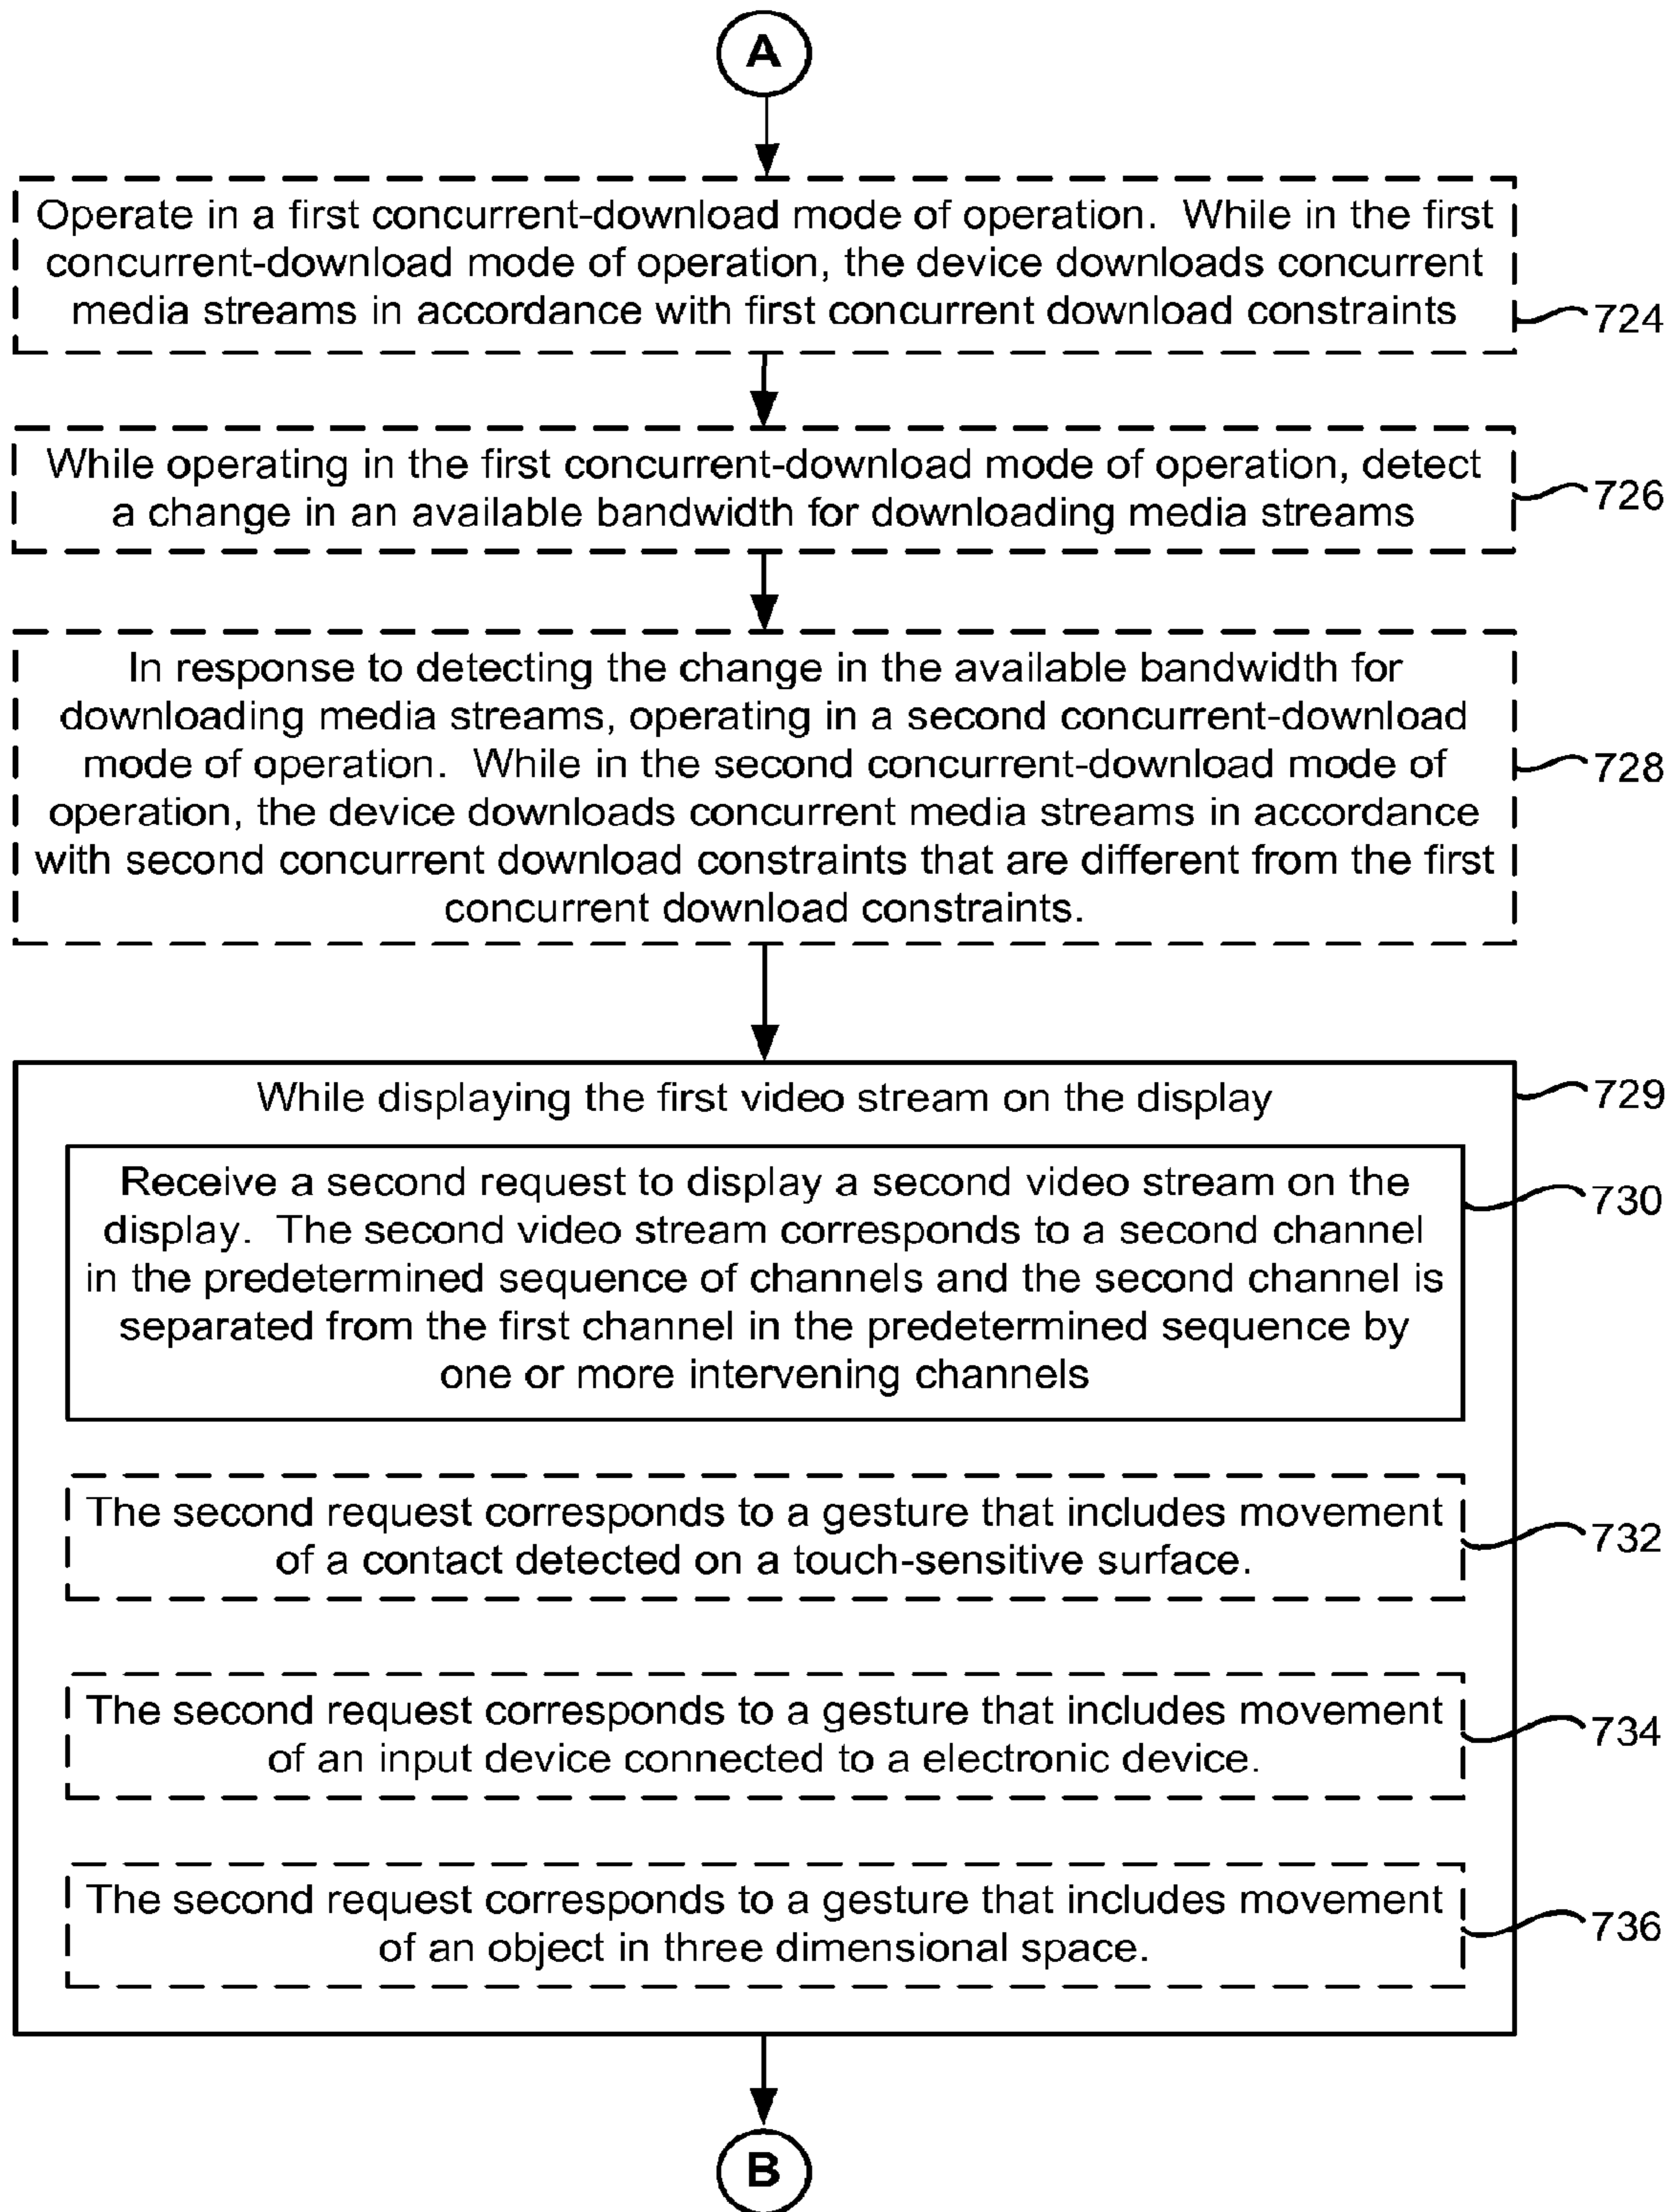 A
Operate in a first concurrent-download mode of operation.  While in the first
concurrent-download mode of operation, the device downloads concurrent
media streams in accordance with first concurrent download constraints
724
While operating in the first concurrent-download mode of operation, detect
a change in an available bandwidth for downloading media streams
726
In response to detecting the change in the available bandwidth for
downloading media streams, operating in a second concurrent-download
mode of operation.  While in the second concurrent-download mode of
operation, the device downloads concurrent media streams in accordance
with second concurrent download constraints that are different from the first
concurrent download constraints.
728
While displaying the first video stream on the display
729
Receive a second request to display a second video stream on the
display.  The second video stream corresponds to a second channel
in the predetermined sequence of channels and the second channel is
separated from the first channel in the predetermined sequence by
one or more intervening channels
730
The second request corresponds to a gesture that includes movement
of a contact detected on a touch-sensitive surface.
732
The second request corresponds to a gesture that includes movement
of an input device connected to a electronic device.
734
The second request corresponds to a gesture that includes movement
of an object in three dimensional space.
736
B